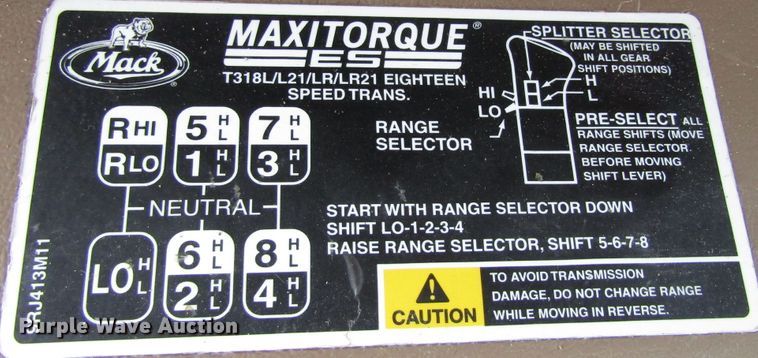 Mack
MAXITORQUE®
ES
T318L/L21/LR/LR21 EIGHTEEN
SPEED TRANS.
SPLITTER SELECTOR
(MAY BE SHIFTED
IN ALL GEAR
SHIFT POSITIONS)
HI
LO
H
L
RANGE
SELECTOR
PRE-SELECT ALL
RANGE SHIFTS (MOVE
RANGE SELECTOR
BEFORE MOVING
SHIFT LEVER)
R HI
R LO
5 H L
1 H L
7 H L
3 H L
NEUTRAL
LO H L
6 H L
2 H L
8 H L
4 H L
START WITH RANGE SELECTOR DOWN
SHIFT LO-1-2-3-4
RAISE RANGE SELECTOR, SHIFT 5-6-7-8
CAUTION
TO AVOID TRANSMISSION
DAMAGE, DO NOT CHANGE RANGE
WHILE MOVING IN REVERSE.
RJ413M11
Purple Wave Auction